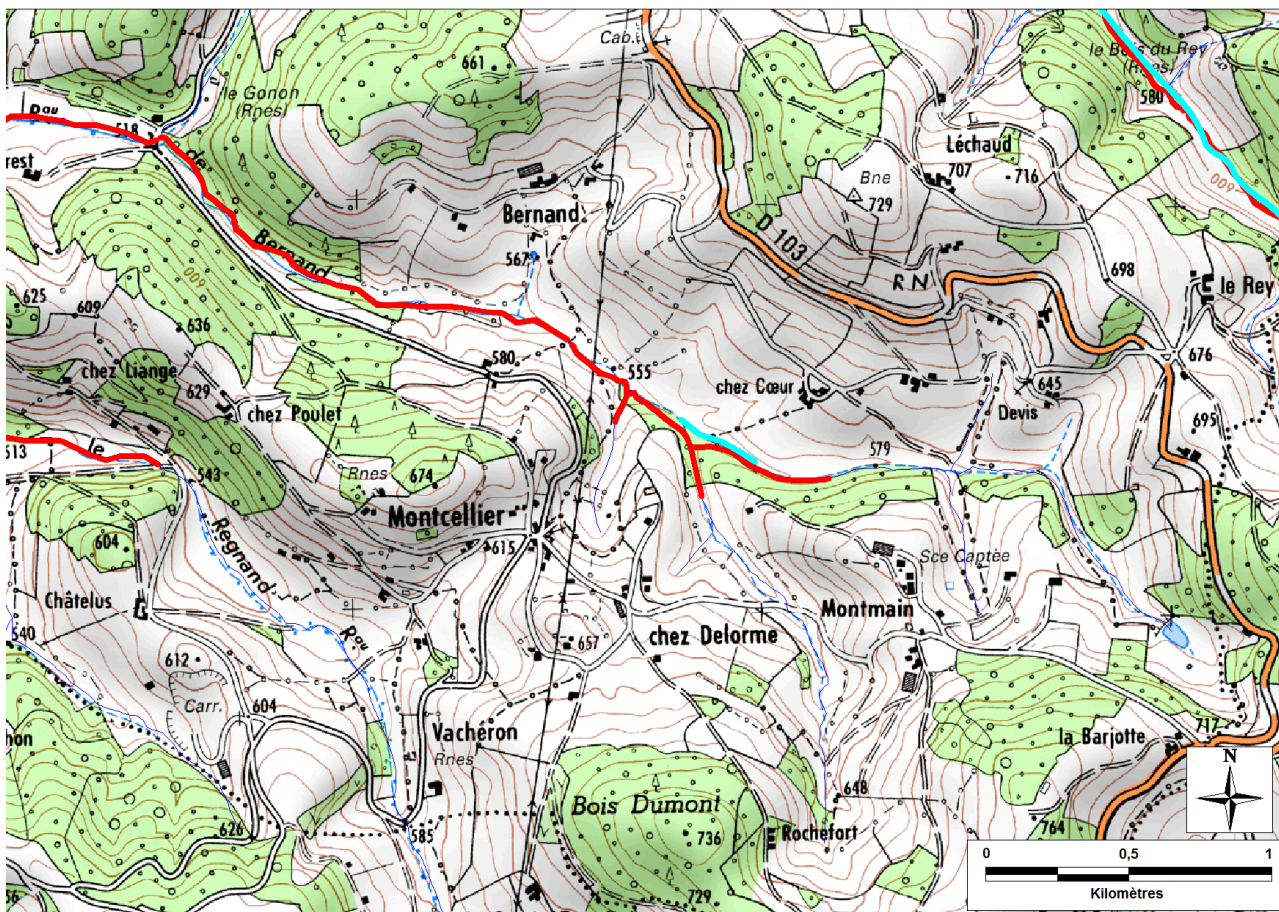 Cab.
661
le Bois du Rey
(Rnes)
580
le Gonon
(Rnes)
Rau
518
de
rest
Léchaud
707
716
Bne
729
Bernand
567
D 103
Bernand
R N
698
le Rey
600
600
625
609
636
580
555
chez Cœur
676
645
chez Liange
629
chez Poulet
Devis
695
513
le
543
Rnes
674
579
Montcellier
615
604
Regnand
Sce Captée
Châtelus
Rau
Montmain
chez Delorme
540
657
612
Carr.
604
717
Vachéron
Rnes
la Barjotte
N
Bois Dumont
648
626
585
736
Rochefort
764
729
0
0,5
1
Kilomètres